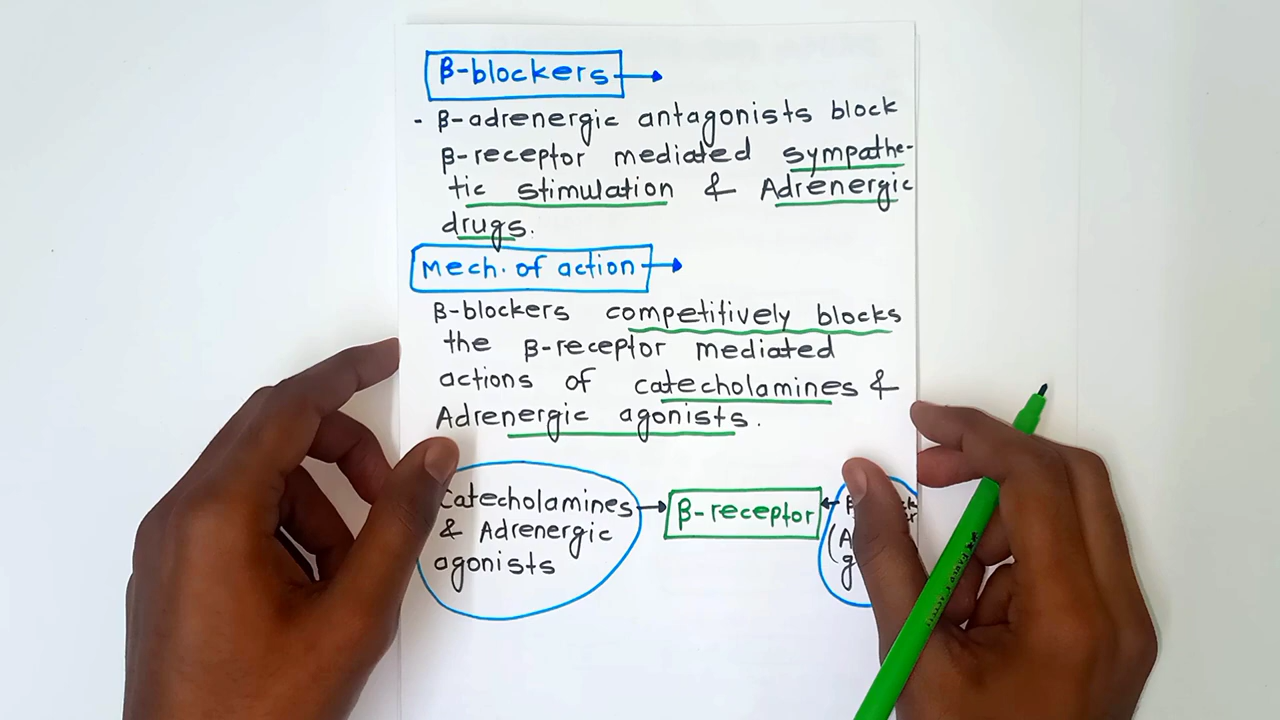 β-blockers
- β-adrenergic antagonists block
β-receptor mediated sympathe-
tic stimulation & Adrenergic
drugs.
Mech. of action
β-blockers competitively blocks
the β-receptor mediated
actions of catecholamines &
Adrenergic agonists.
Catecholamines
& Adrenergic
agonists
β-receptor